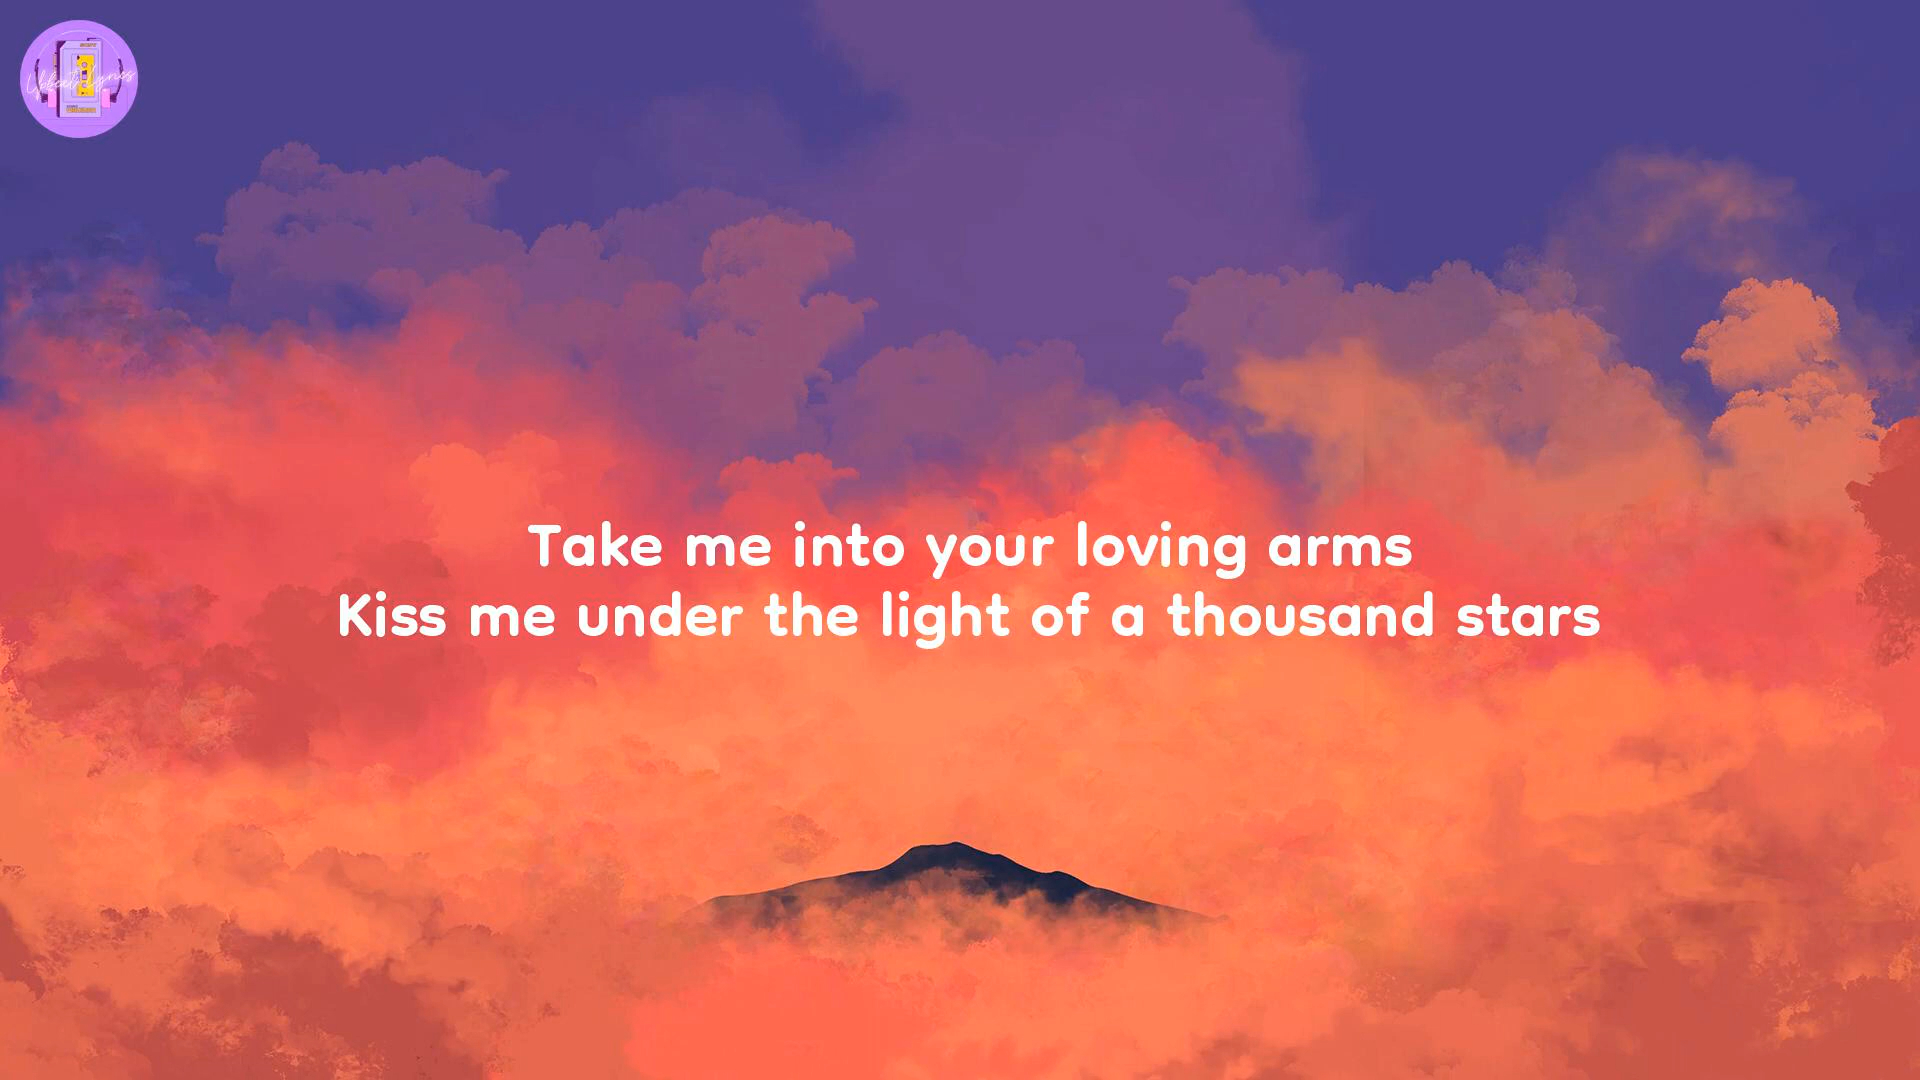 Take me into your loving arms
Kiss me under the light of a thousand stars